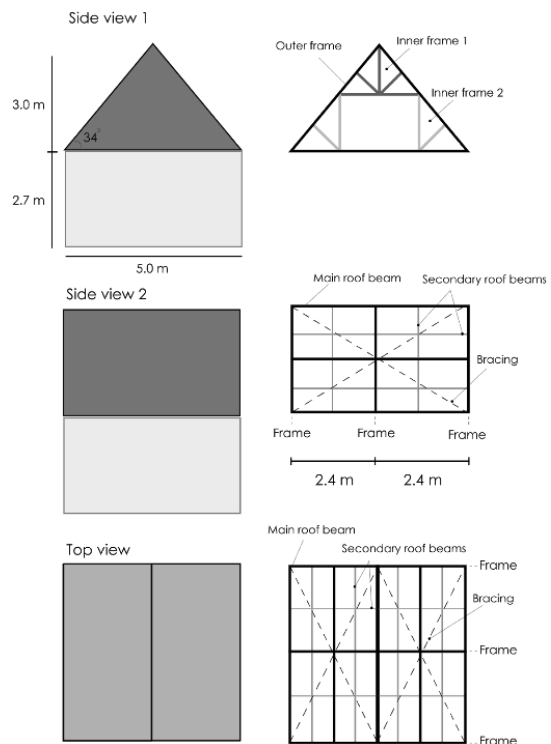 Side view 1
Outer frame
Inner frame 1
Inner frame 2
3.0 m
34°
2.7 m
5.0 m
Side view 2
Main roof beam
Secondary roof beams
Bracing
Frame
Frame
Frame
2.4 m
2.4 m
Top view
Main roof beam
Secondary roof beams
Frame
Bracing
Frame
Frame